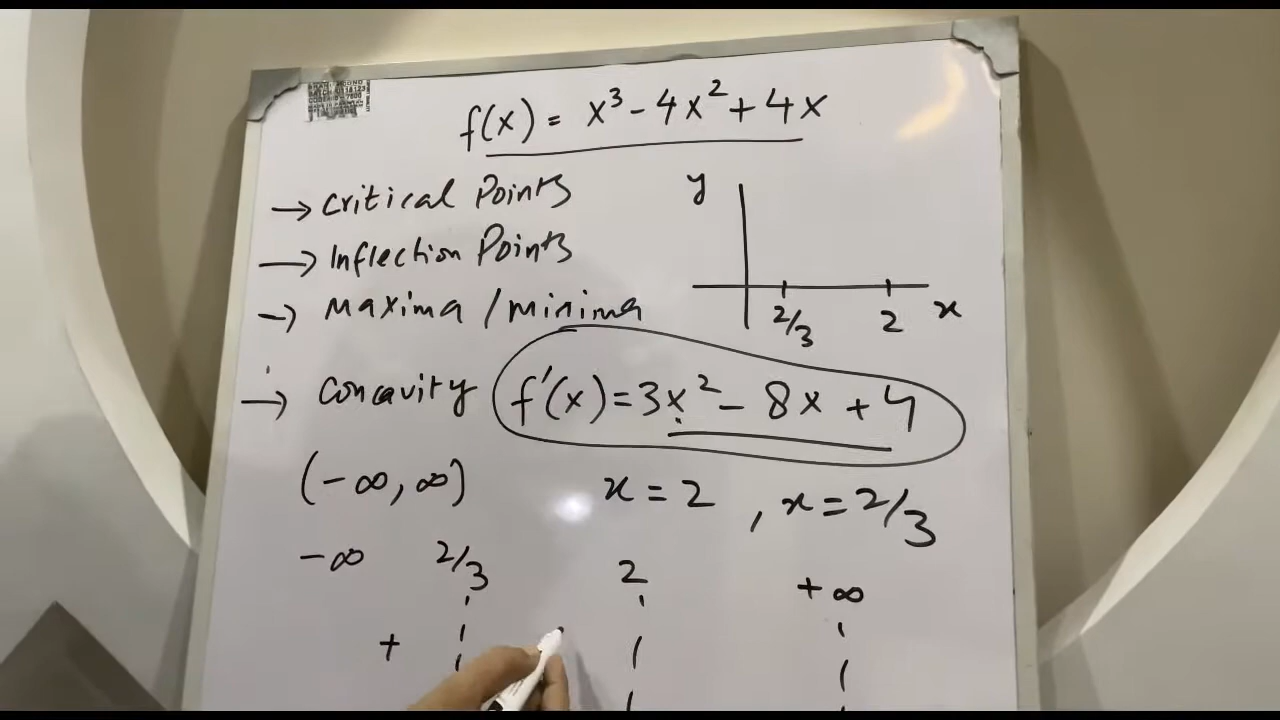 f(x) = x³ - 4x² + 4x
→ Critical Points
→ Inflection Points
→ Maxima / minima
→ Concavity
y
2/3 2 x
f'(x) = 3x² - 8x + 4
(-∞, ∞) x = 2 , x = 2/3
-∞ 2/3 2 +∞
+